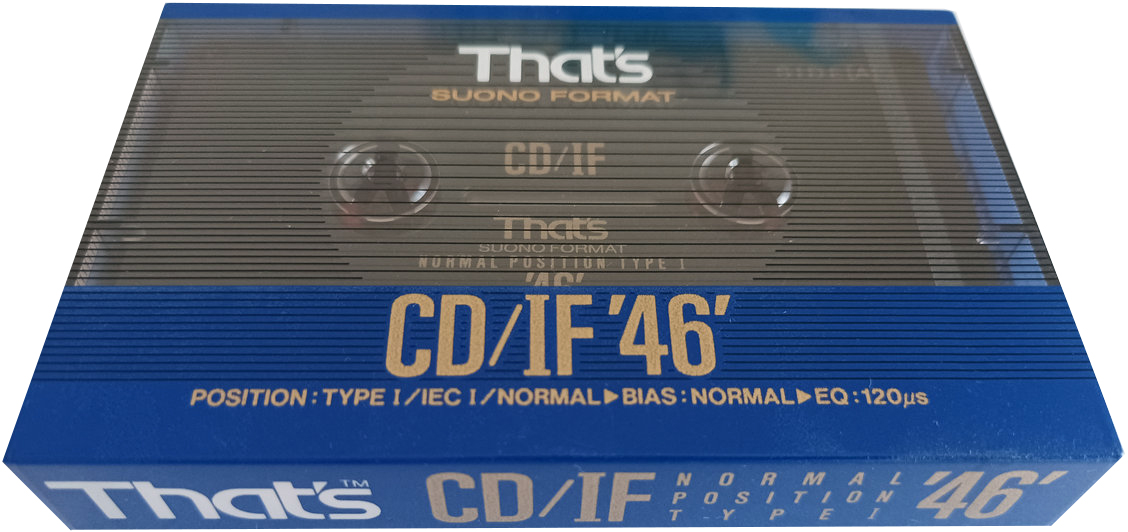 That's
SUONO FORMAT
CD/IF
That's
SUONO FORMAT
NORMAL POSITION TYPE I
'46'
CD/IF '46'
POSITION : TYPE I/IEC I/NORMAL▶BIAS : NORMAL▶EQ : 120μs
That's™ CD/IF NORMAL POSITION TYPE I '46'